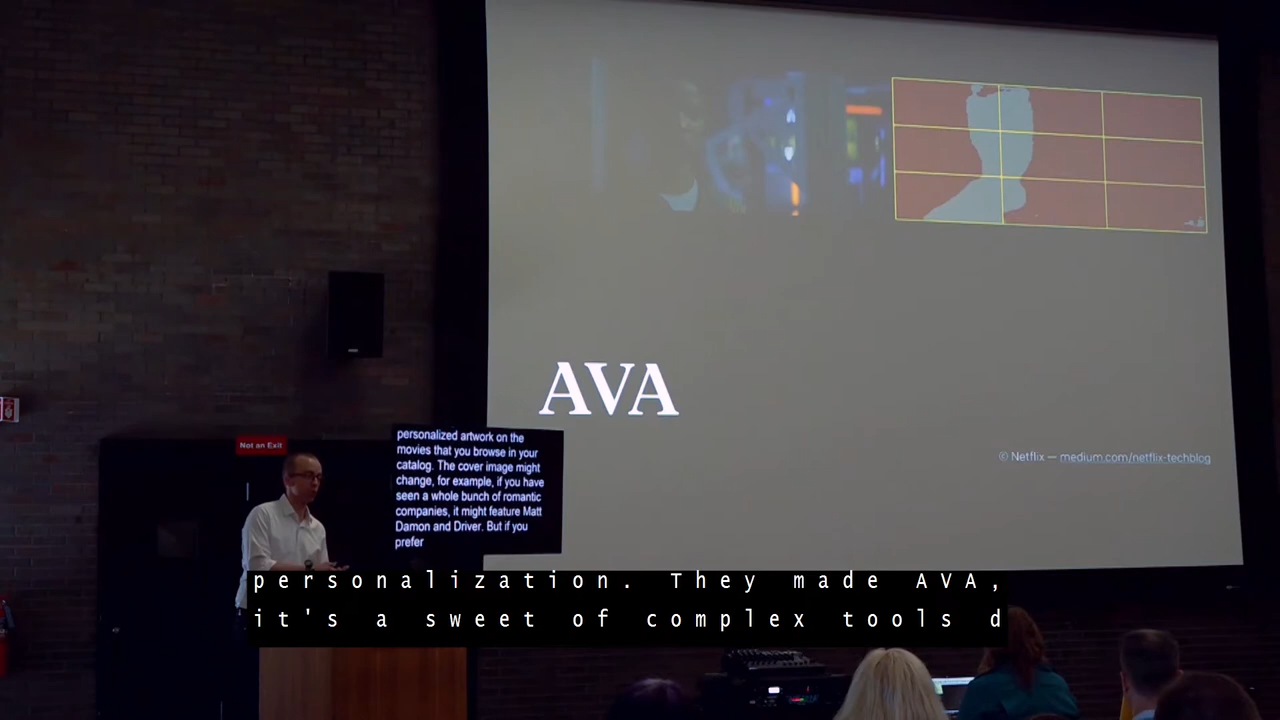 AVA
© Netflix — medium.com/netflix-techblog
Not an Exit
personalized artwork on the
movies that you browse in your
catalog. The cover image might
change, for example, if you have
seen a whole bunch of romantic
companies, it might feature Matt
Damon and Driver. But if you
prefer
personalization. They made AVA,
it's a sweet of complex tools d